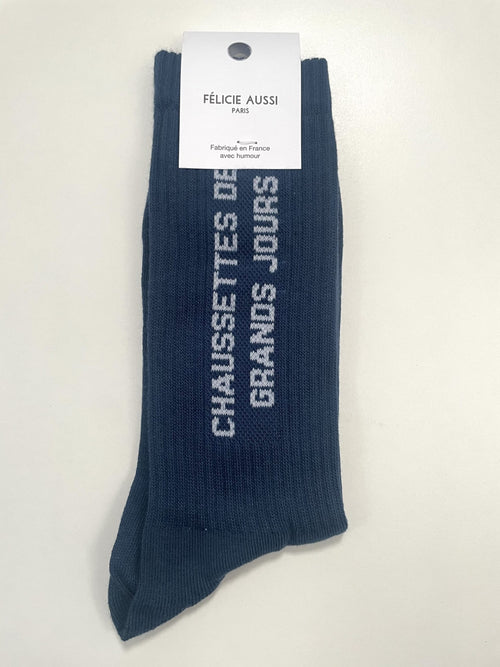 FÉLICIE AUSSI
PARIS
Fabriqué en France
avec humour
CHAUSSETTES DE
GRANDS JOURS